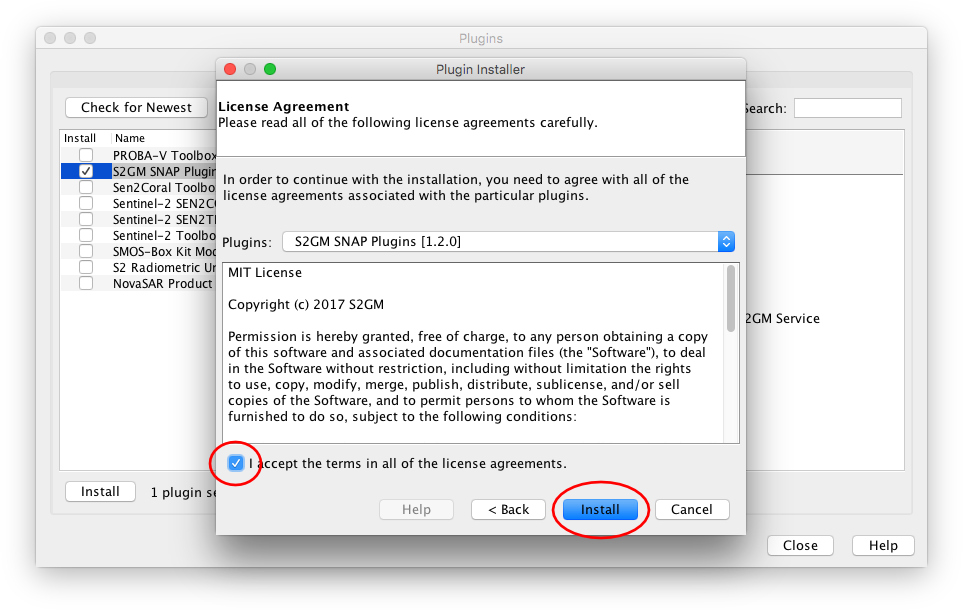 Plugins
Plugin Installer
Check for Newest
Search:
License Agreement
Please read all of the following license agreements carefully.
Install Name
PROBA-V Toolbox
S2GM SNAP Plugin
Sen2Coral Toolbo
Sentinel-2 SEN2C
Sentinel-2 SEN2T
Sentinel-2 Toolbo
SMOS-Box Kit Mod
S2 Radiometric Un
NovaSAR Product
In order to continue with the installation, you need to agree with all of the
license agreements associated with the particular plugins.
Plugins: S2GM SNAP Plugins [1.2.0]
MIT License
Copyright (c) 2017 S2GM
Permission is hereby granted, free of charge, to any person obtaining a copy
of this software and associated documentation files (the "Software"), to deal
in the Software without restriction, including without limitation the rights
to use, copy, modify, merge, publish, distribute, sublicense, and/or sell
copies of the Software, and to permit persons to whom the Software is
furnished to do so, subject to the following conditions:
2GM Service
I accept the terms in all of the license agreements.
Install 1 plugin se
Help < Back Install Cancel
Close Help